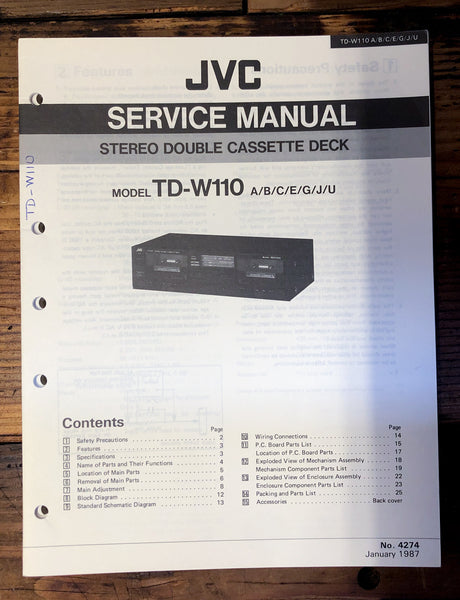 TD-W110 A/B/C/E/G/J/U
JVC
SERVICE MANUAL
STEREO DOUBLE CASSETTE DECK
MODEL TD-W110 A/B/C/E/G/J/U
TD-W110
Contents
Page
1 Safety Precautions 2
2 Features 3
3 Specifications 3
4 Name of Parts and Their Functions 4
5 Location of Main Parts 5
6 Removal of Main Parts 6
7 Main Adjustment 8
8 Block Diagram 12
9 Standard Schematic Diagram 13
Page
10 Wiring Connections 14
11 P.C. Board Parts List 15
Location of P.C. Board Parts 17
12 Exploded View of Mechanism Assembly 18
Mechanism Component Parts List 19
13 Exploded View of Enclosure Assembly 22
Enclosure Component Parts List 23
14 Packing and Parts List 25
15 Accessories Back cover
No. 4274
January 1987